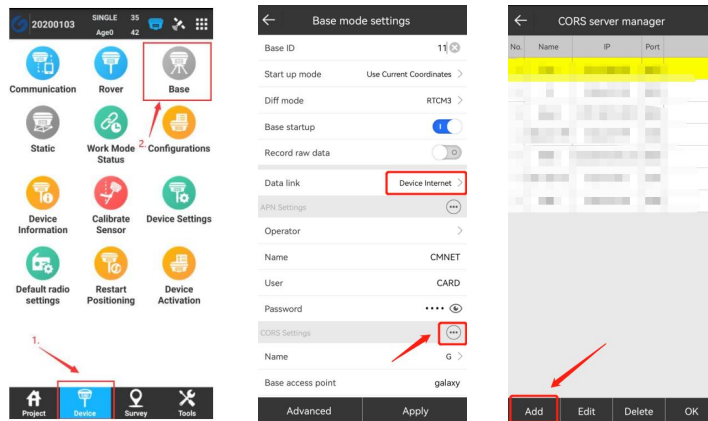 20200103
SINGLE 35
Age0 42
Communication
Rover
Base
2.
Static
Work Mode
Status
Configurations
Device
Information
Calibrate
Sensor
Device Settings
Default radio
settings
Restart
Positioning
Device
Activation
1.
Project
Device
Survey
Tools
Base mode settings
Base ID 11
Start up mode Use Current Coordinates
Diff mode RTCM3
Base startup
Record raw data
Data link Device Internet
APN Settings
Operator
Name CMNET
User CARD
Password ••••
CORS Settings
Name G
Base access point galaxy
Advanced Apply
CORS server manager
No. Name IP Port
Add Edit Delete OK